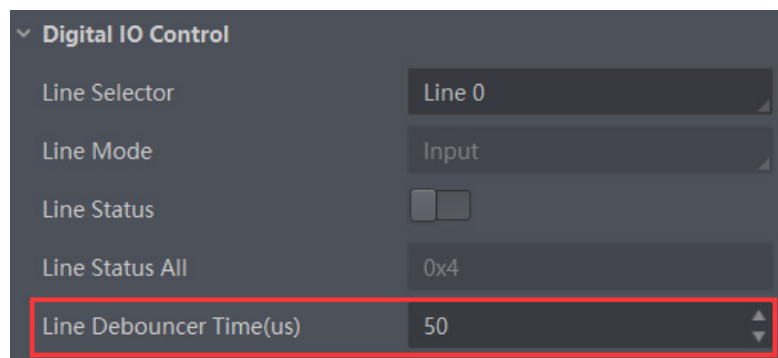 Digital IO Control
Line Selector Line 0
Line Mode Input
Line Status
Line Status All 0x4
Line Debouncer Time(us) 50